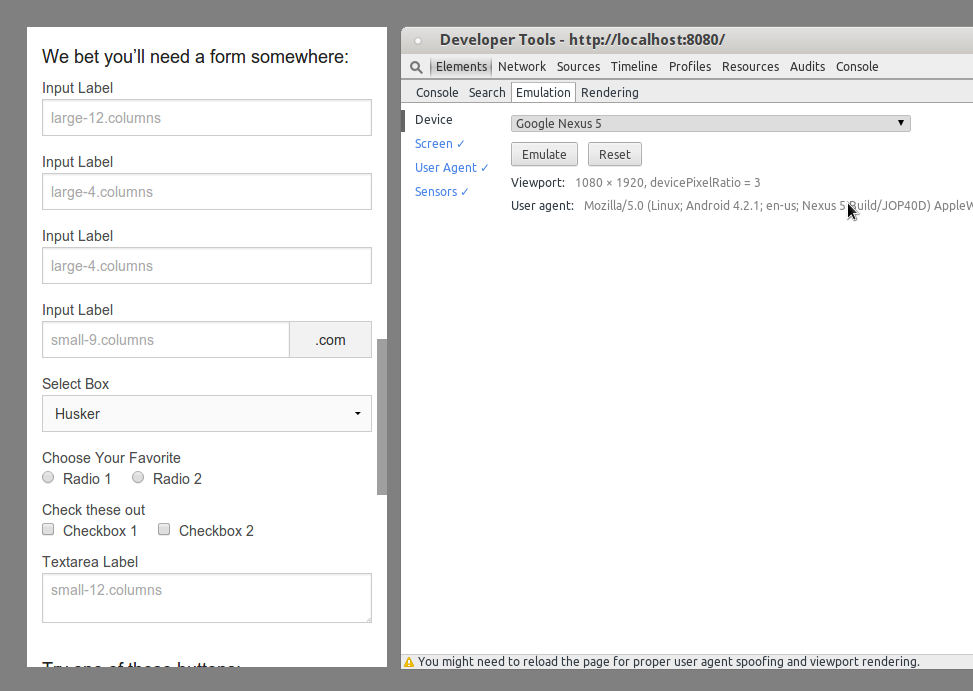 We bet you’ll need a form somewhere:
Input Label
large-12.columns
Input Label
large-4.columns
Input Label
large-4.columns
Input Label
small-9.columns .com
Select Box
Husker
Choose Your Favorite
Radio 1 Radio 2
Check these out
Checkbox 1 Checkbox 2
Textarea Label
small-12.columns
Try one of these buttons:
Developer Tools - http://localhost:8080/
Elements Network Sources Timeline Profiles Resources Audits Console
Console Search Emulation Rendering
Device
Screen ✓
User Agent ✓
Sensors ✓
Google Nexus 5
Emulate Reset
Viewport: 1080 × 1920, devicePixelRatio = 3
User agent: Mozilla/5.0 (Linux; Android 4.2.1; en-us; Nexus 5 Build/JOP40D) AppleW
You might need to reload the page for proper user agent spoofing and viewport rendering.